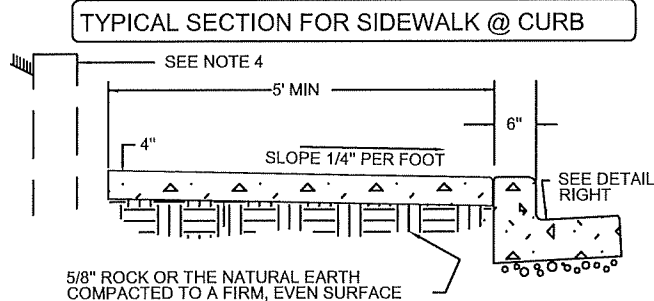 TYPICAL SECTION FOR SIDEWALK @ CURB
SEE NOTE 4
5' MIN
6"
4"
SLOPE 1/4" PER FOOT
SEE DETAIL
RIGHT
5/8" ROCK OR THE NATURAL EARTH
COMPACTED TO A FIRM, EVEN SURFACE